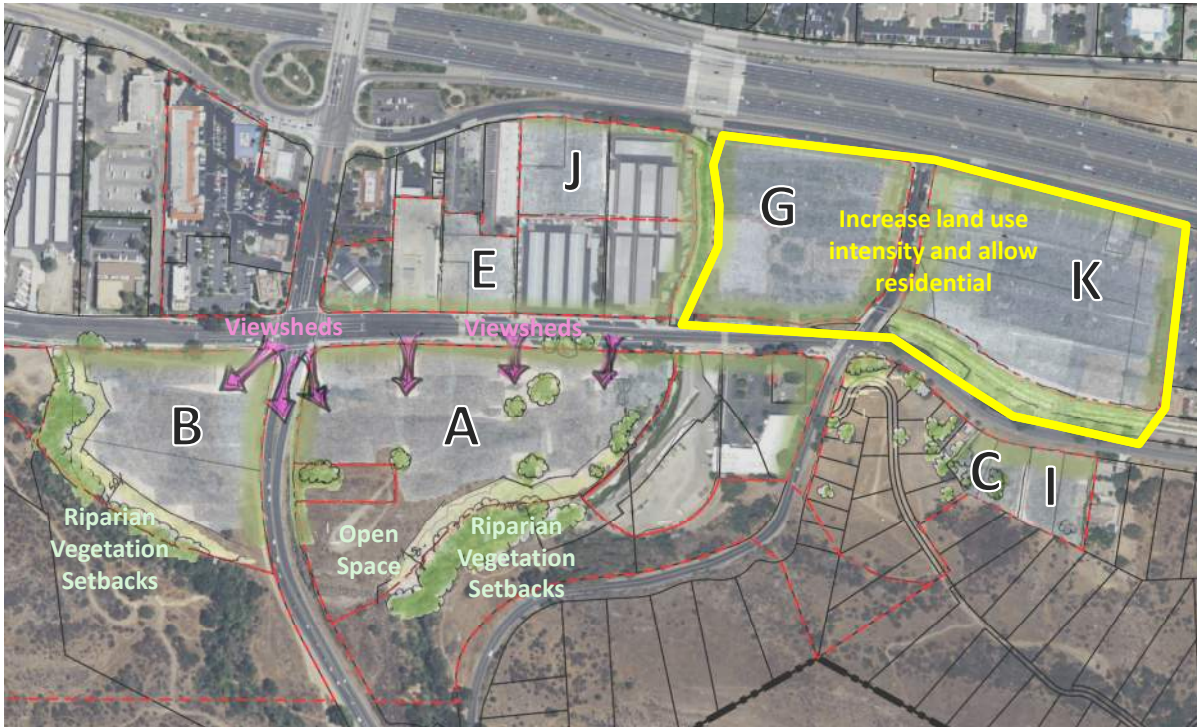 J
G
Increase land use
intensity and allow
residential
K
E
Viewsheds
Viewsheds
B
A
C
I
Riparian
Vegetation
Setbacks
Open
Space
Riparian
Vegetation
Setbacks